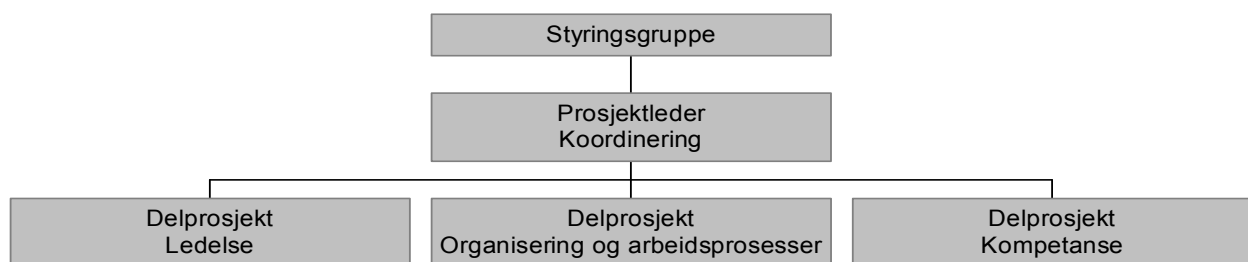 Styringsgruppe
Prosjektleder
Koordinering
Delprosjekt
Ledelse
Delprosjekt
Organisering og arbeidsprosesser
Delprosjekt
Kompetanse